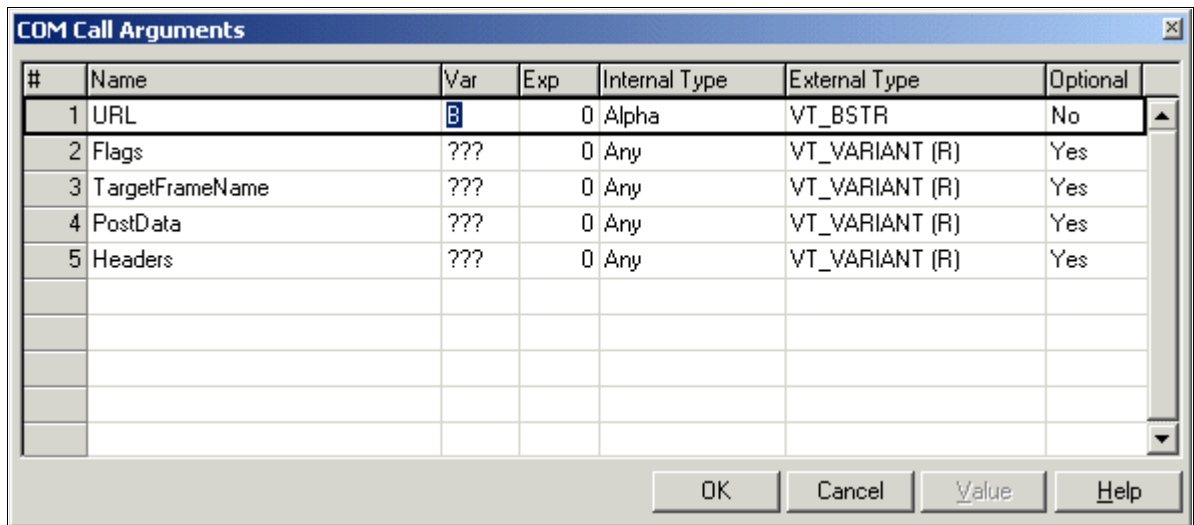 COM Call Arguments
# Name Var Exp Internal Type External Type Optional
1 URL B 0 Alpha VT_BSTR No
2 Flags ??? 0 Any VT_VARIANT (R) Yes
3 TargetFrameName ??? 0 Any VT_VARIANT (R) Yes
4 PostData ??? 0 Any VT_VARIANT (R) Yes
5 Headers ??? 0 Any VT_VARIANT (R) Yes
OK Cancel Value Help